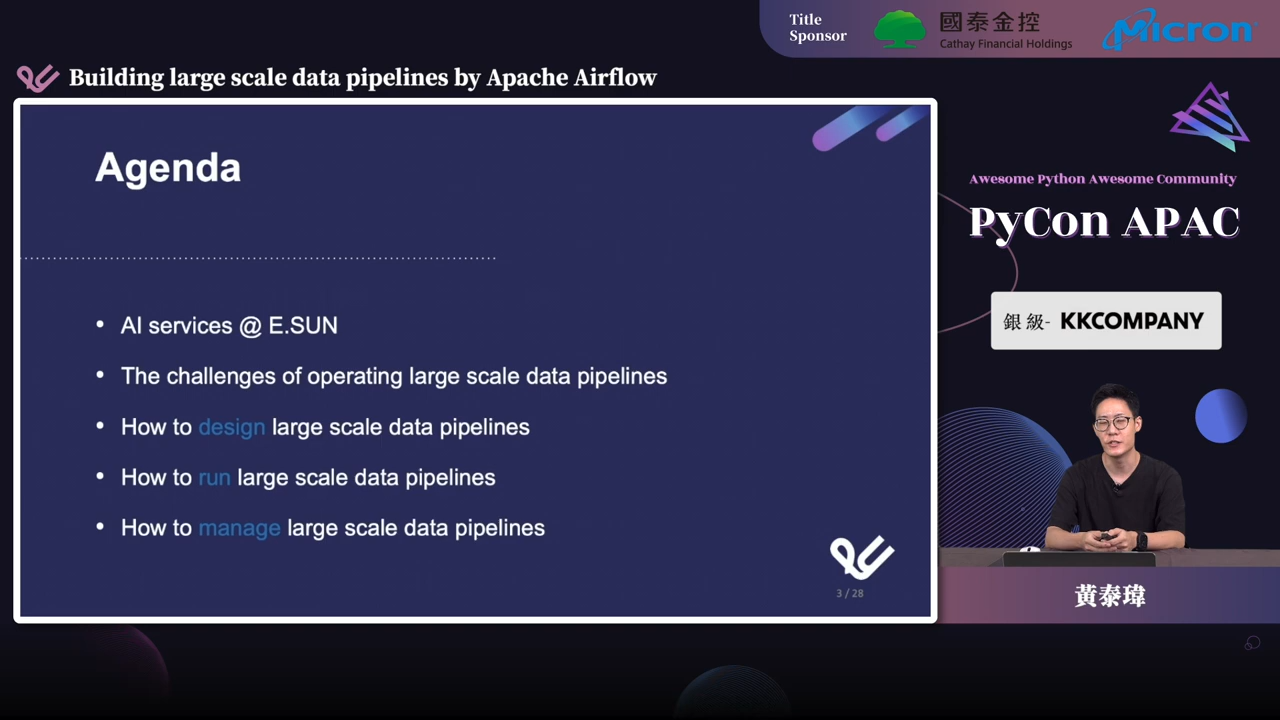 Title
Sponsor
國泰金控
Cathay Financial Holdings
Micron
Building large scale data pipelines by Apache Airflow
Agenda
• AI services @ E.SUN
• The challenges of operating large scale data pipelines
• How to design large scale data pipelines
• How to run large scale data pipelines
• How to manage large scale data pipelines
3 / 28
Awesome Python Awesome Community
PyCon APAC
銀級- KKCOMPANY
黃泰瑋